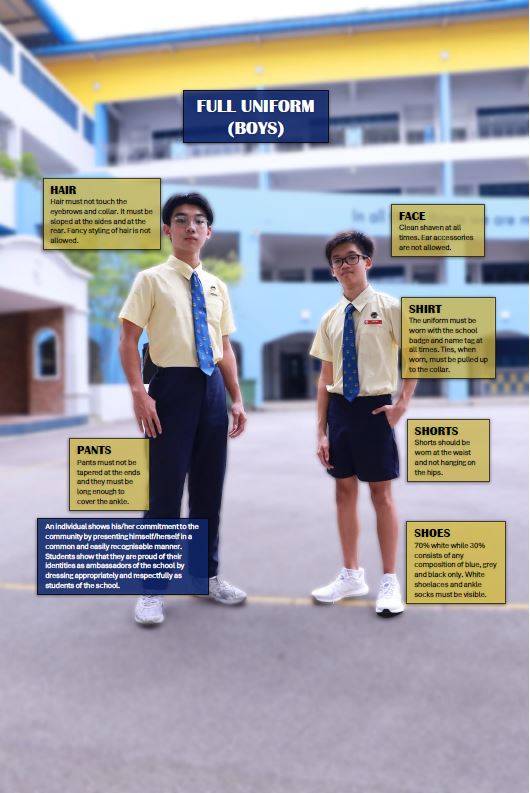 FULL UNIFORM
(BOYS)
HAIR
Hair must not touch the
eyebrows and collar. It must be
sloped at the sides and at the
rear. Fancy styling of hair is not
allowed.
FACE
Clean shaven at all
times. Ear accessories
are not allowed.
SHIRT
The uniform must be
worn with the school
badge and name tag at
all times. Ties, when
worn, must be pulled up
to the collar.
SHORTS
Shorts should be
worn at the waist
and not hanging on
the hips.
PANTS
Pants must not be
tapered at the ends
and they must be
long enough to
cover the ankle.
An individual shows his/her commitment to the
community by presenting himself/herself in a
common and easily recognisable manner.
Students show that they are proud of their
identities as ambassadors of the school by
dressing appropriately and respectfully as
students of the school.
SHOES
70% white while 30%
consists of any
composition of blue, grey
and black only. White
shoelaces and ankle
socks must be visible.